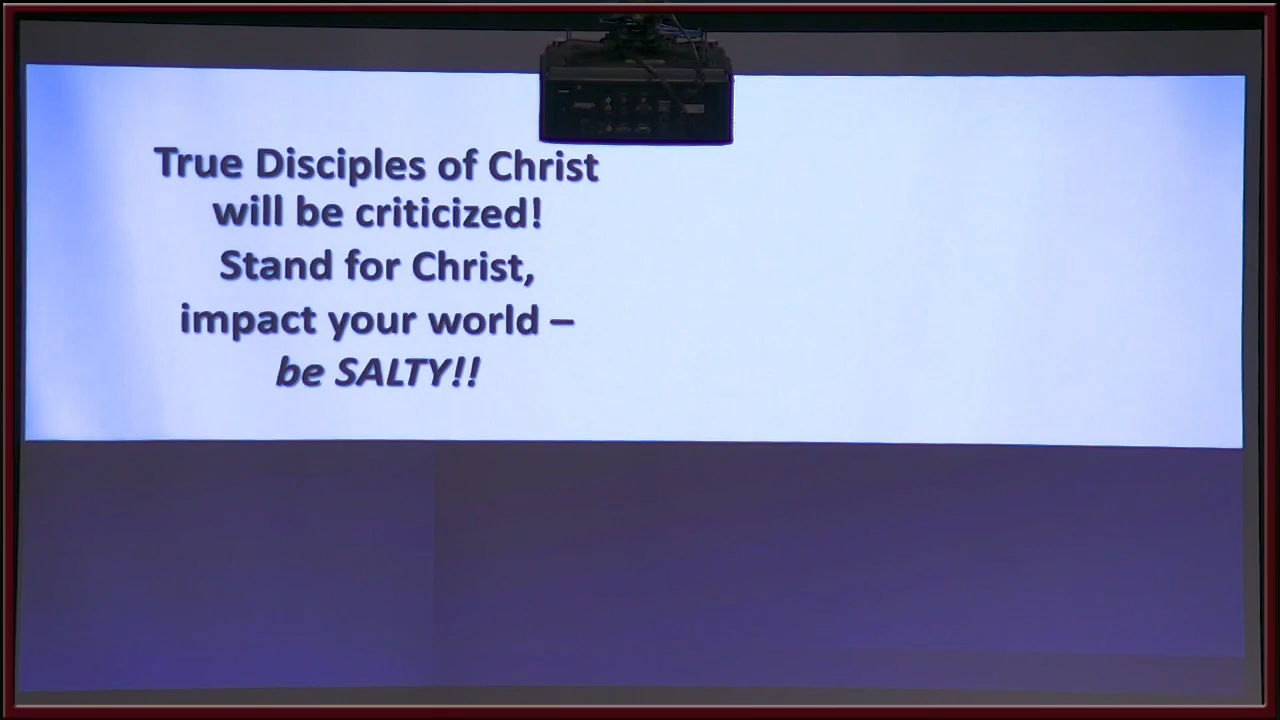 True Disciples of Christ
will be criticized!
Stand for Christ,
impact your world –
be SALTY!!